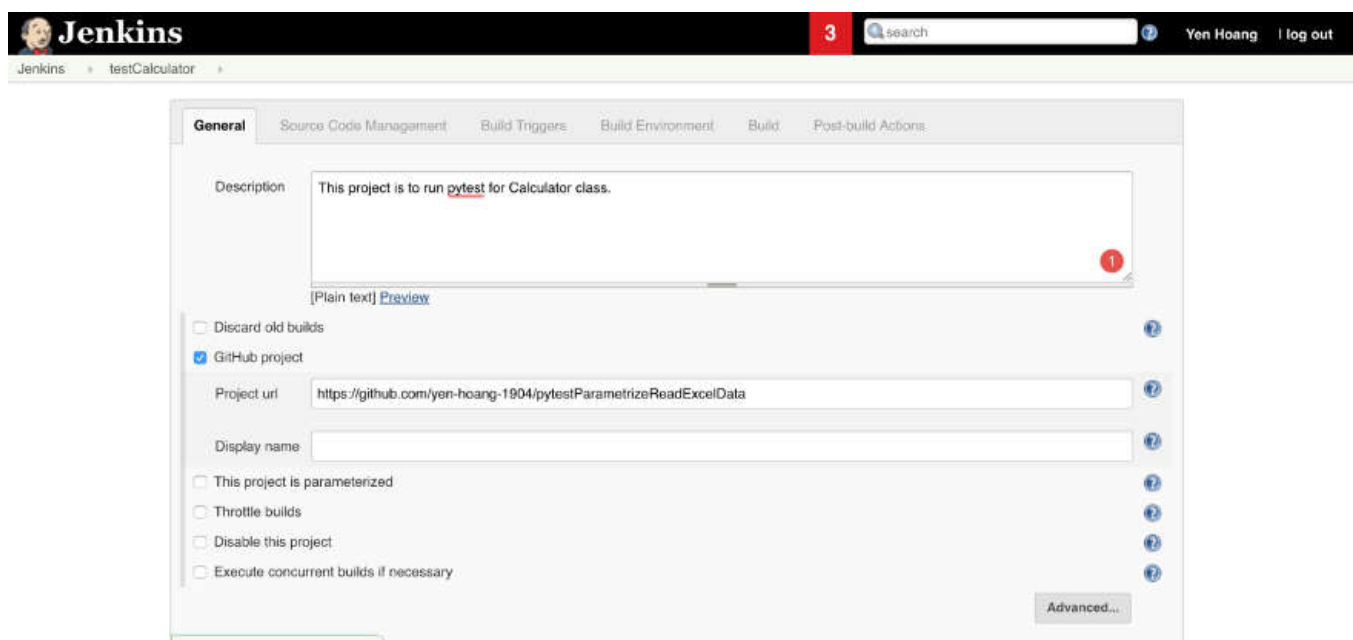 Jenkins 3 search Yen Hoang | log out
Jenkins testCalculator
General Source Code Management Build Triggers Build Environment Build Post-build Actions
Description This project is to run pytest for Calculator class.
1
[Plain text] Preview
Discard old builds
GitHub project
Project url https://github.com/yen-hoang-1904/pytestParametrizeReadExcelData
Display name
This project is parameterized
Throttle builds
Disable this project
Execute concurrent builds if necessary
Advanced...